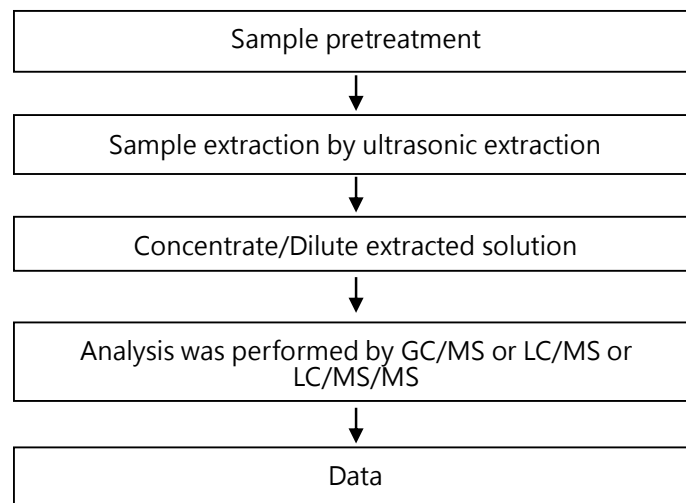 Sample pretreatment
Sample extraction by ultrasonic extraction
Concentrate/Dilute extracted solution
Analysis was performed by GC/MS or LC/MS or
LC/MS/MS
Data